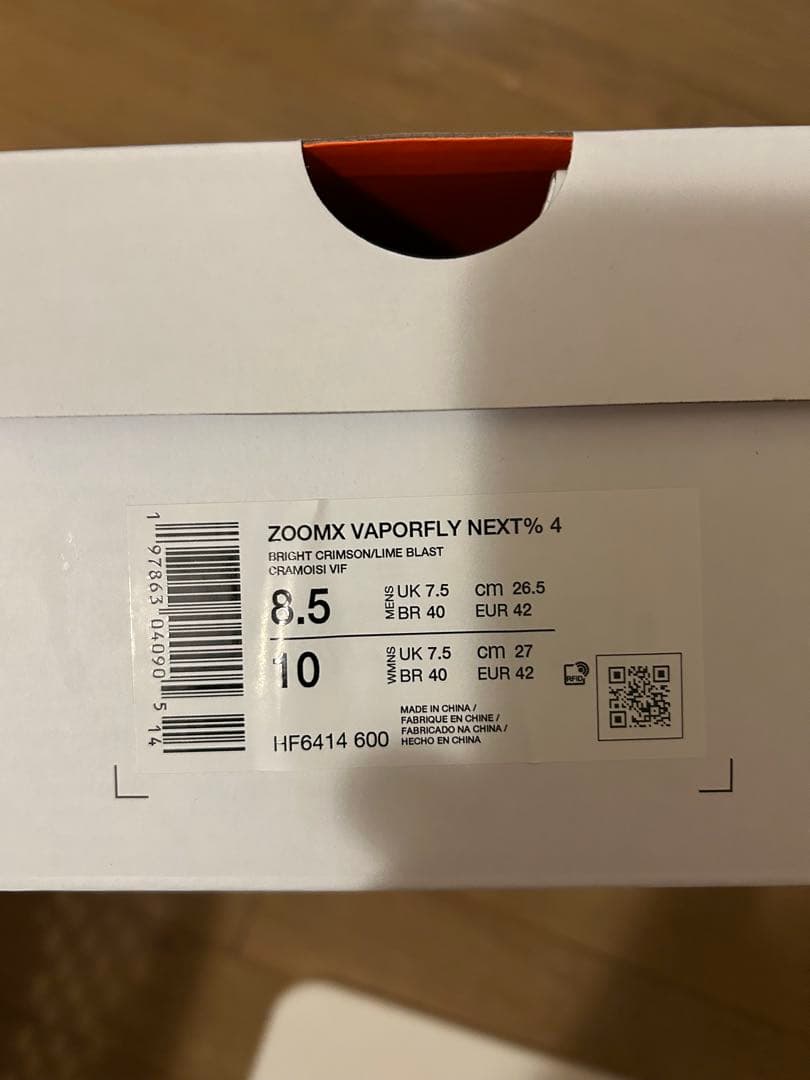 ZOOMX VAPORFLY NEXT% 4
BRIGHT CRIMSON/LIME BLAST
CRAMOISI VIF
8.5 MENS UK 7.5 cm 26.5
BR 40 EUR 42
10 WMNS UK 7.5 cm 27
BR 40 EUR 42
RFID
HF6414 600
MADE IN CHINA /
FABRIQUE EN CHINE /
FABRICADO NA CHINA /
HECHO EN CHINA
1 97863 04090 5 14